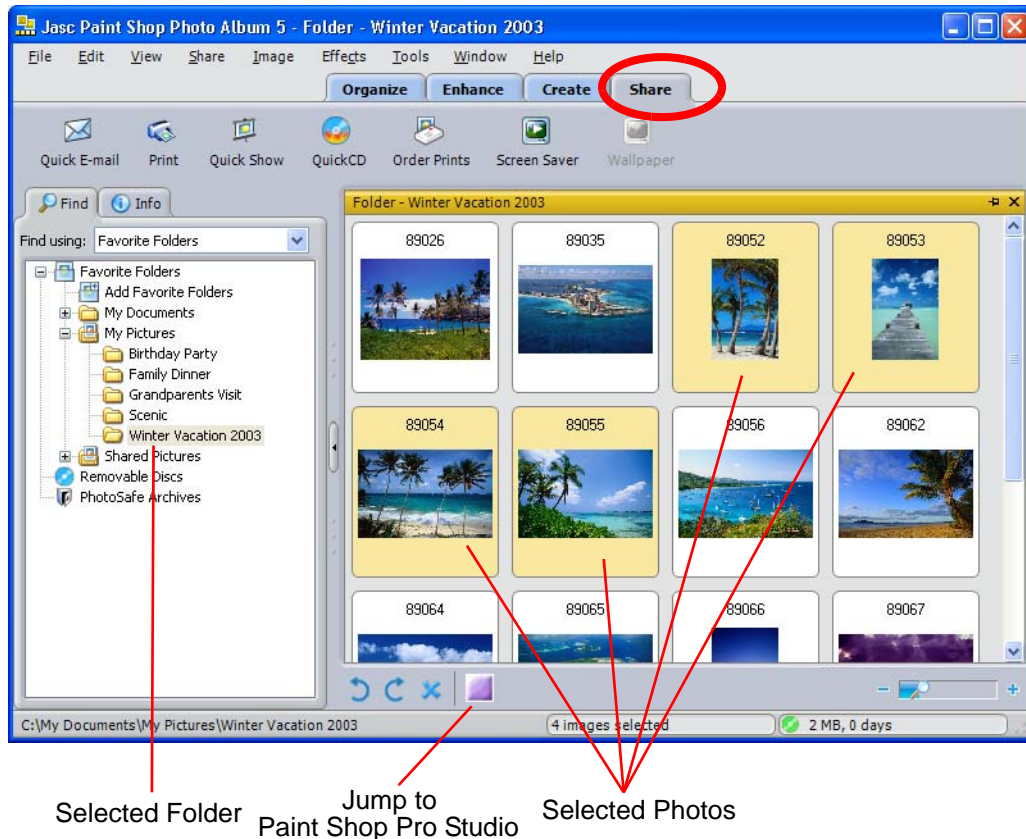 Jasc Paint Shop Photo Album 5 - Folder - Winter Vacation 2003
File Edit View Share Image Effects Tools Window Help
Organize Enhance Create Share
Quick E-mail Print Quick Show QuickCD Order Prints Screen Saver Wallpaper
Find Info
Find using: Favorite Folders
Favorite Folders
Add Favorite Folders
My Documents
My Pictures
Birthday Party
Family Dinner
Grandparents Visit
Scenic
Winter Vacation 2003
Shared Pictures
Removable Discs
PhotoSafe Archives
Folder - Winter Vacation 2003
89026 89035 89052 89053
89054 89055 89056 89062
89064 89065 89066 89067
C:\My Documents\My Pictures\Winter Vacation 2003
4 images selected
2 MB, 0 days
Selected Folder
Jump to
Paint Shop Pro Studio
Selected Photos